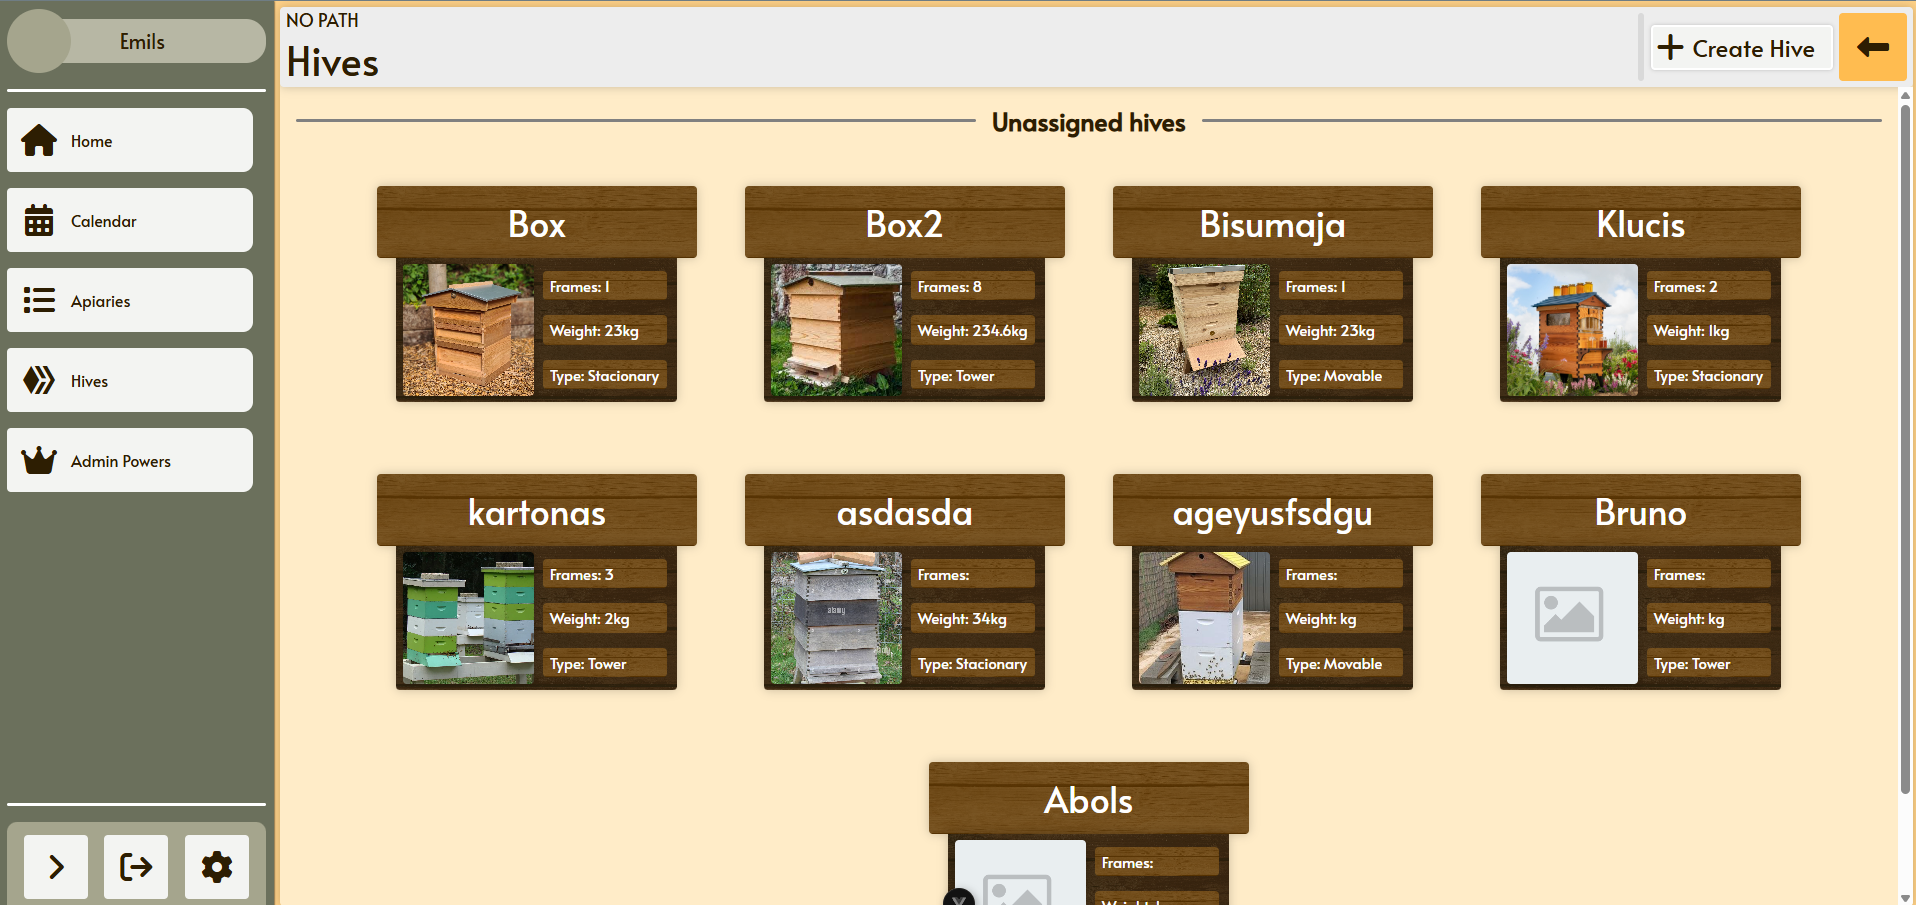 Emils
Home
Calendar
Apiaries
Hives
Admin Powers
NO PATH
Hives
Create Hive
Unassigned hives
Box
Frames: 1
Weight: 23kg
Type: Stacionary
Box2
Frames: 8
Weight: 234.6kg
Type: Tower
Bisumaja
Frames: 1
Weight: 23kg
Type: Movable
Klucis
Frames: 2
Weight: 1kg
Type: Stacionary
kartonas
Frames: 3
Weight: 2kg
Type: Tower
asdasda
alamy
Frames:
Weight: 34kg
Type: Stacionary
ageyusfsdgu
Frames:
Weight: kg
Type: Movable
Bruno
Frames:
Weight: kg
Type: Tower
Abols
Frames: